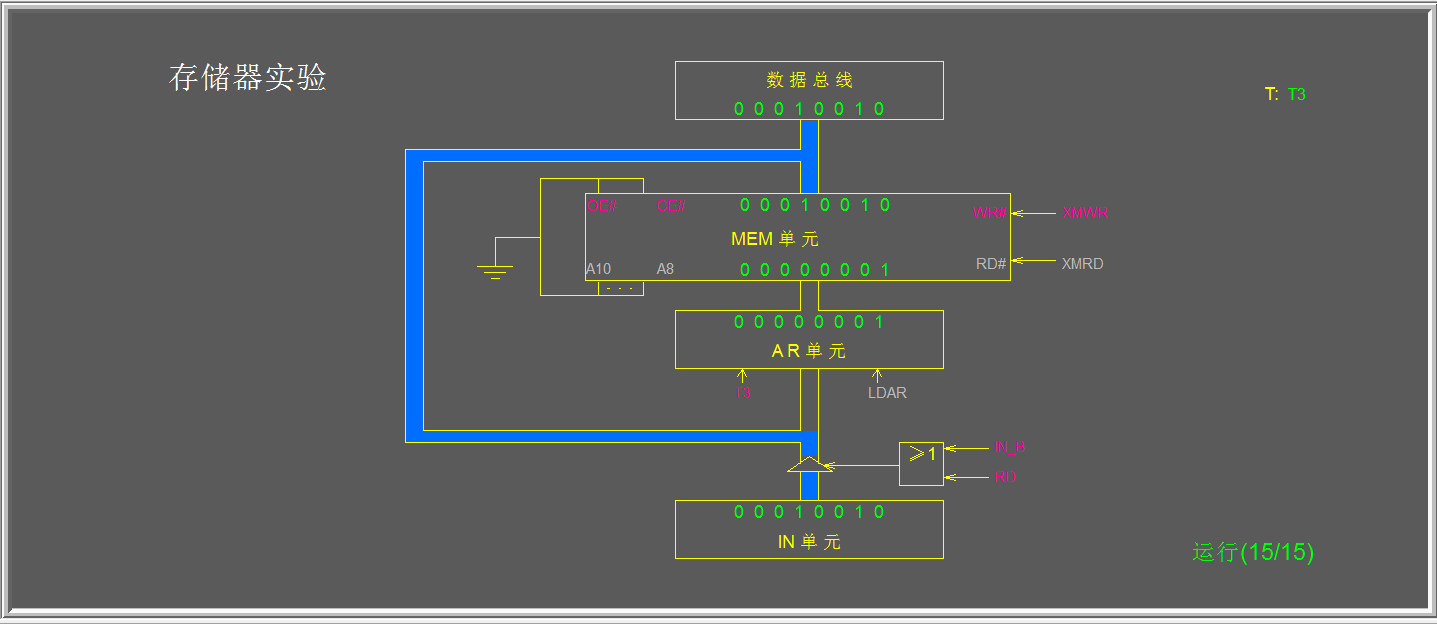 存储器实验
数据总线
T: T3
0 0 0 1 0 0 1 0
OE// CE// 0 0 0 1 0 0 1 0 WR# XMWR
MEM 单 元
A10 A8 0 0 0 0 0 0 0 1 RD# XMRD
. . .
0 0 0 0 0 0 0 1
A R 单 元
T3 LDAR
≥1 IN_B
RD
0 0 0 1 0 0 1 0
IN 单 元
运行(15/15)